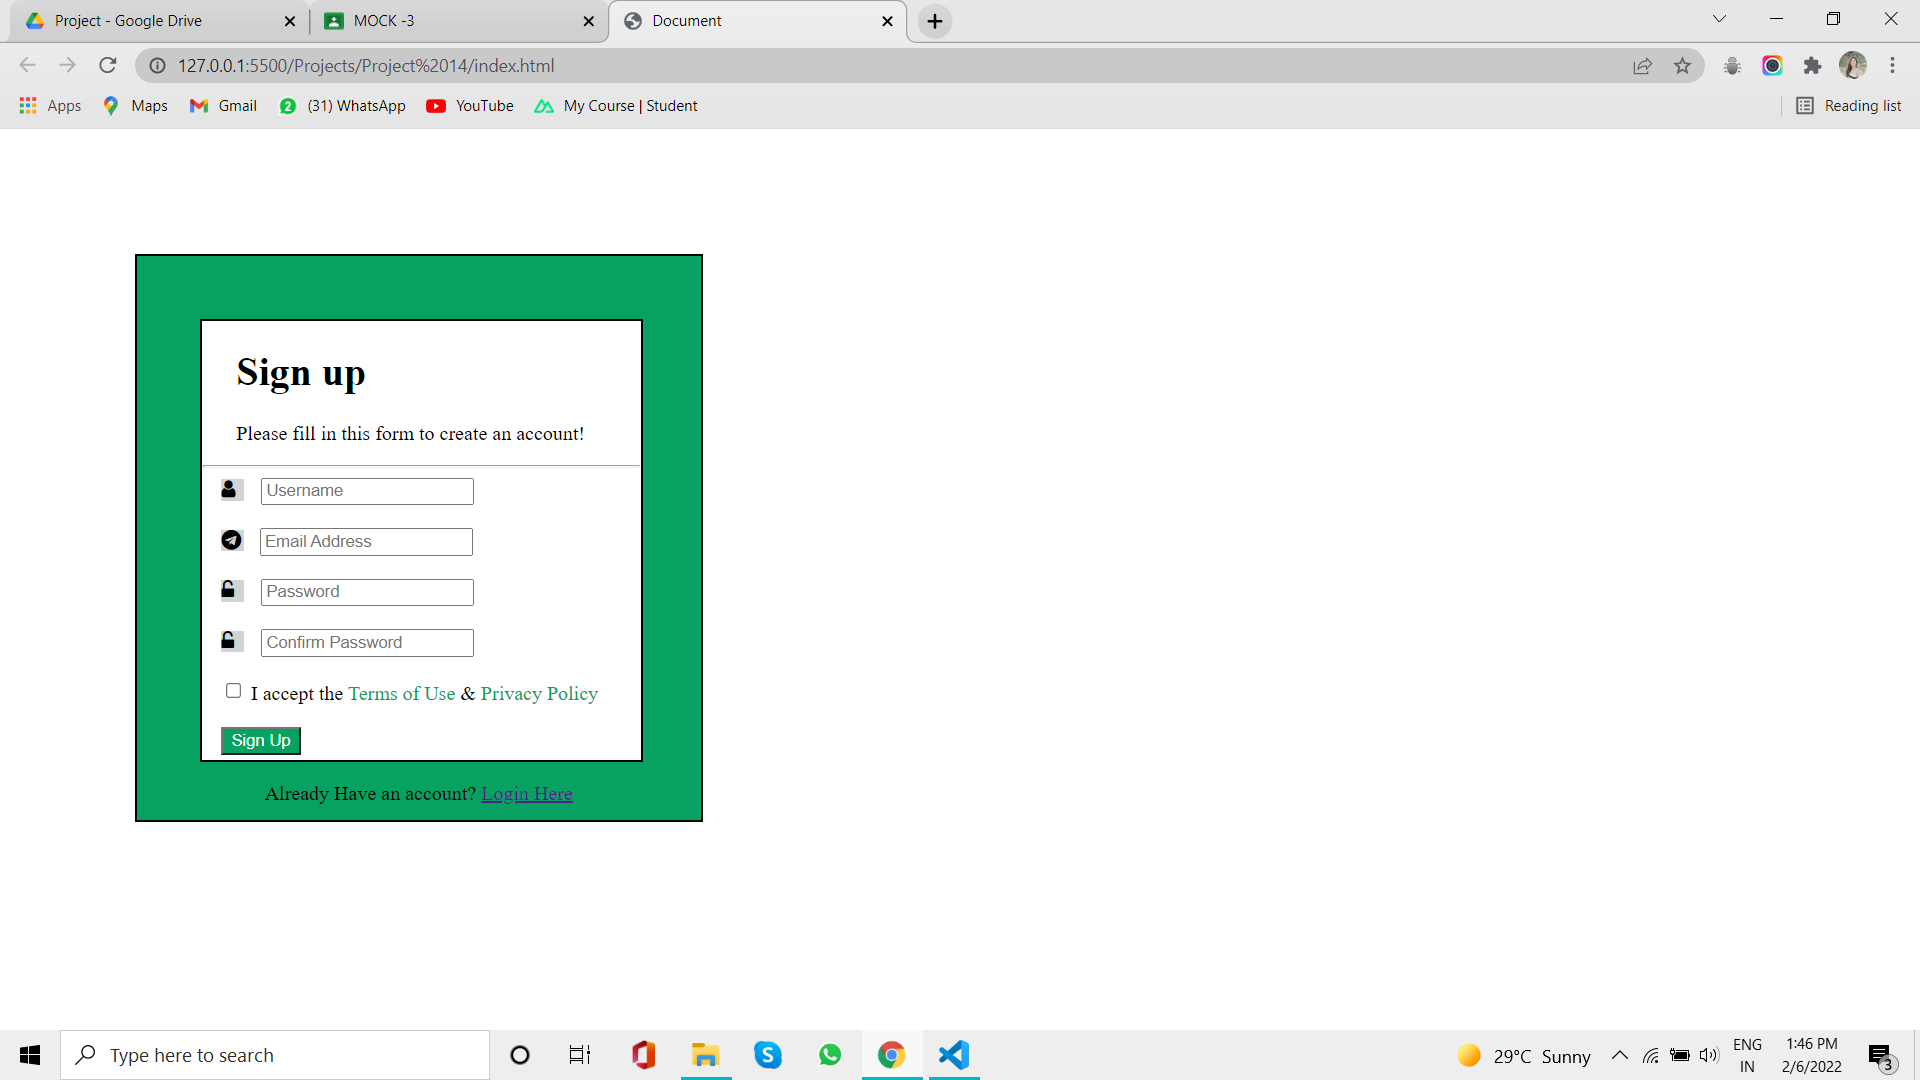 Project - Google Drive
MOCK -3
Document
127.0.0.1:5500/Projects/Project%2014/index.html
Apps
Maps
Gmail
2
(31) WhatsApp
YouTube
My Course | Student
Reading list
Sign up
Please fill in this form to create an account!
Username
Email Address
Password
Confirm Password
I accept the Terms of Use & Privacy Policy
Sign Up
Already Have an account? Login Here
Type here to search
S
29°C Sunny
ENG
IN
1:46 PM
2/6/2022
3